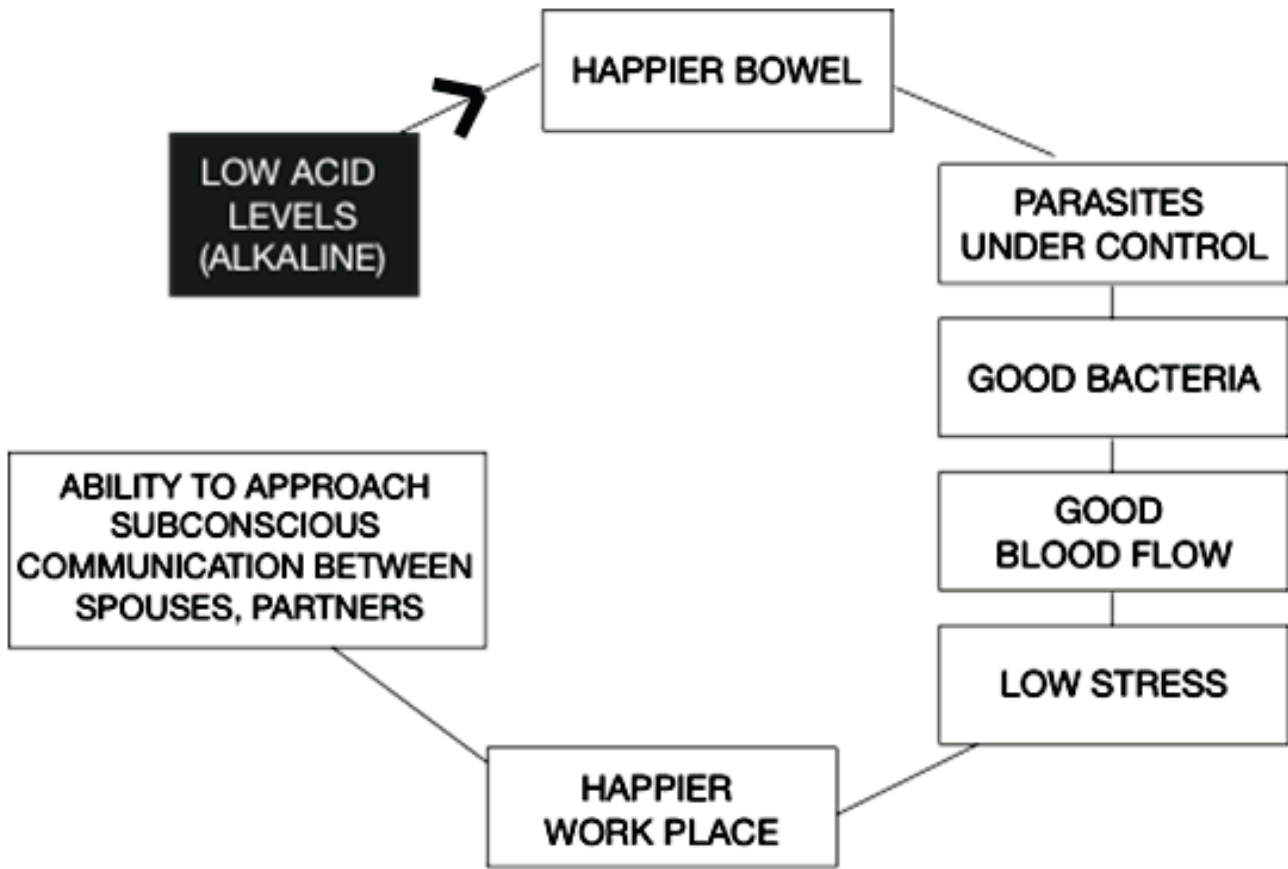 LOW ACID
LEVELS
(ALKALINE)
HAPPIER BOWEL
PARASITES
UNDER CONTROL
GOOD BACTERIA
GOOD
BLOOD FLOW
LOW STRESS
HAPPIER
WORK PLACE
ABILITY TO APPROACH
SUBCONSCIOUS
COMMUNICATION BETWEEN
SPOUSES, PARTNERS